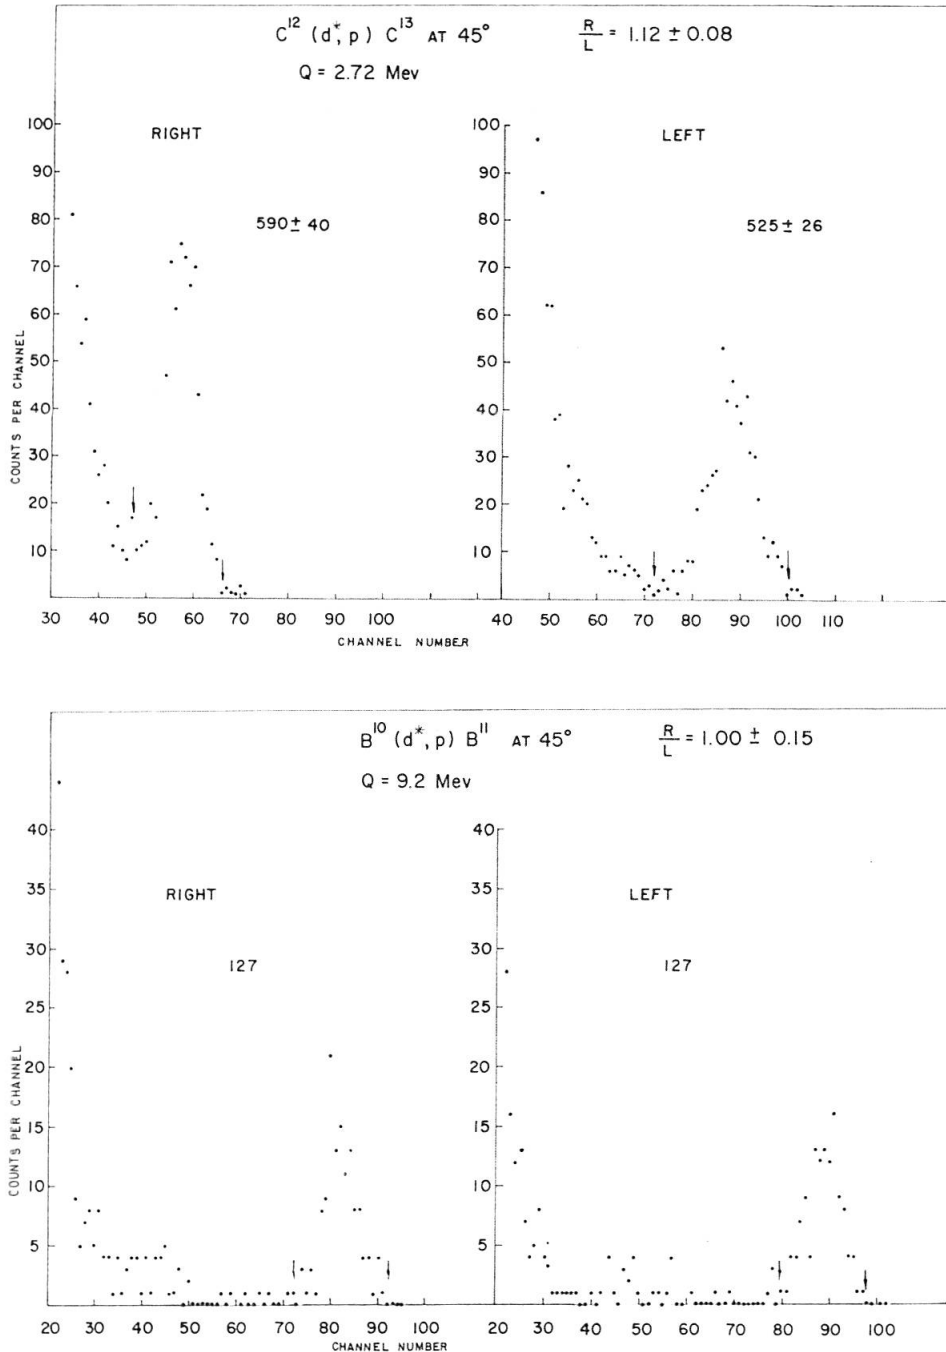 C¹² (d*, p) C¹³ AT 45° R/L = 1.12 ± 0.08
Q = 2.72 Mev
RIGHT
LEFT
590 ± 40
525 ± 26
COUNTS PER CHANNEL
100
90
80
70
60
50
40
30
20
10
100
90
80
70
60
50
40
30
20
10
30 40 50 60 70 80 90 100 110
40 50 60 70 80 90 100 110
CHANNEL NUMBER
B¹⁰ (d*, p) B¹¹ AT 45° R/L = 1.00 ± 0.15
Q = 9.2 Mev
RIGHT
LEFT
127
127
COUNTS PER CHANNEL
40
35
30
25
20
15
10
5
40
35
30
25
20
15
10
5
20 30 40 50 60 70 80 90 100
20 30 40 50 60 70 80 90 100
CHANNEL NUMBER